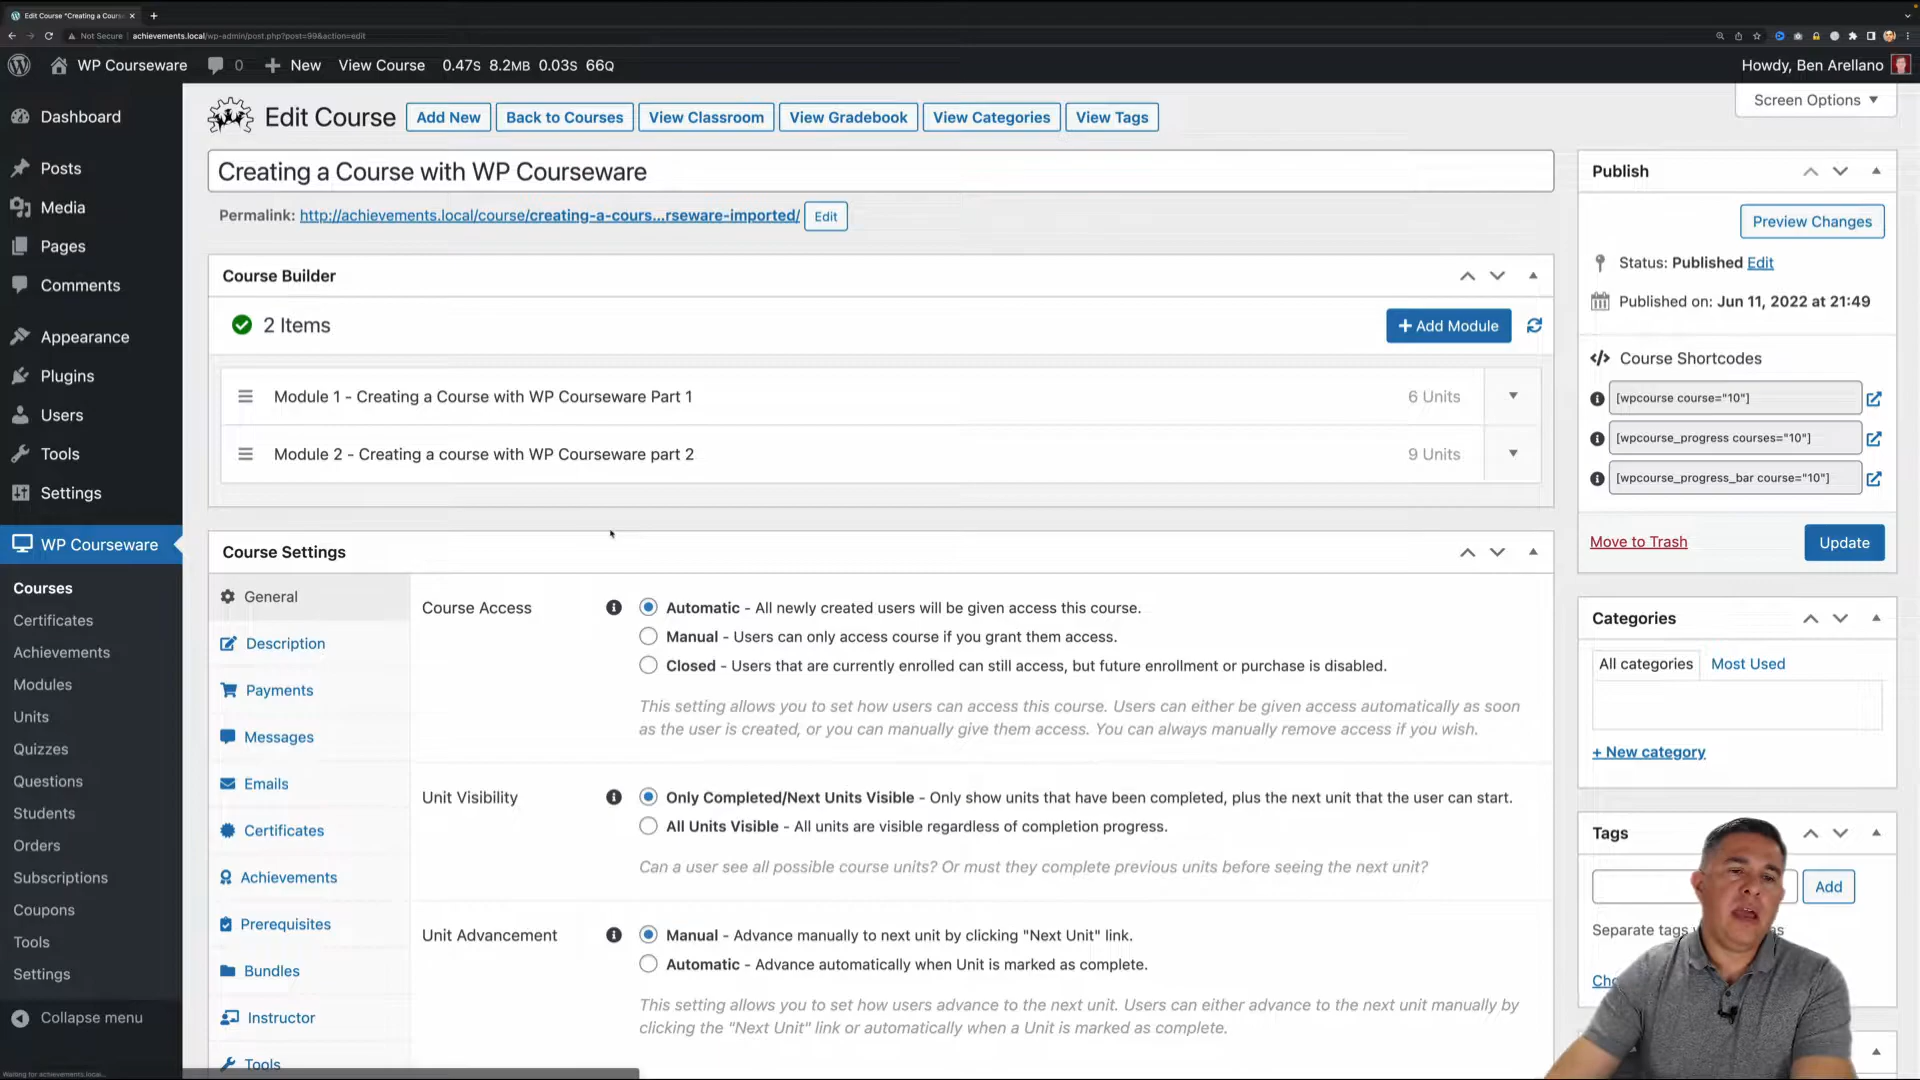 Edit Course "Creating a Cours
Not Secure achievements.local/wp-admin/post.php?post=99&action=edit
WP Courseware 0 New View Course 0.47S 8.2MB 0.03S 66Q Howdy, Ben Arellano
Screen Options
Dashboard
Posts
Media
Pages
Comments
Appearance
Plugins
Users
Tools
Settings
WP Courseware
Courses
Certificates
Achievements
Modules
Units
Quizzes
Questions
Students
Orders
Subscriptions
Coupons
Tools
Settings
Collapse menu
Edit Course Add New Back to Courses View Classroom View Gradebook View Categories View Tags
Creating a Course with WP Courseware
Permalink: http://achievements.local/course/creating-a-cours...rseware-imported/ Edit
Course Builder
2 Items + Add Module
Module 1 - Creating a Course with WP Courseware Part 1 6 Units
Module 2 - Creating a course with WP Courseware part 2 9 Units
Course Settings
General
Description
Payments
Messages
Emails
Certificates
Achievements
Prerequisites
Bundles
Instructor
Tools
Course Access
Automatic - All newly created users will be given access this course.
Manual - Users can only access course if you grant them access.
Closed - Users that are currently enrolled can still access, but future enrollment or purchase is disabled.
This setting allows you to set how users can access this course. Users can either be given access automatically as soon
as the user is created, or you can manually give them access. You can always manually remove access if you wish.
Unit Visibility
Only Completed/Next Units Visible - Only show units that have been completed, plus the next unit that the user can start.
All Units Visible - All units are visible regardless of completion progress.
Can a user see all possible course units? Or must they complete previous units before seeing the next unit?
Unit Advancement
Manual - Advance manually to next unit by clicking "Next Unit" link.
Automatic - Advance automatically when Unit is marked as complete.
This setting allows you to set how users advance to the next unit. Users can either advance to the next unit manually by
clicking the "Next Unit" link or automatically when a Unit is marked as complete.
Publish
Preview Changes
Status: Published Edit
Published on: Jun 11, 2022 at 21:49
Course Shortcodes
[wpcourse course="10"]
[wpcourse_progress courses="10"]
[wpcourse_progress_bar course="10"]
Move to Trash Update
Categories
All categories Most Used
+ New category
Tags
Add
Separate tags
Waiting for achievements.local...